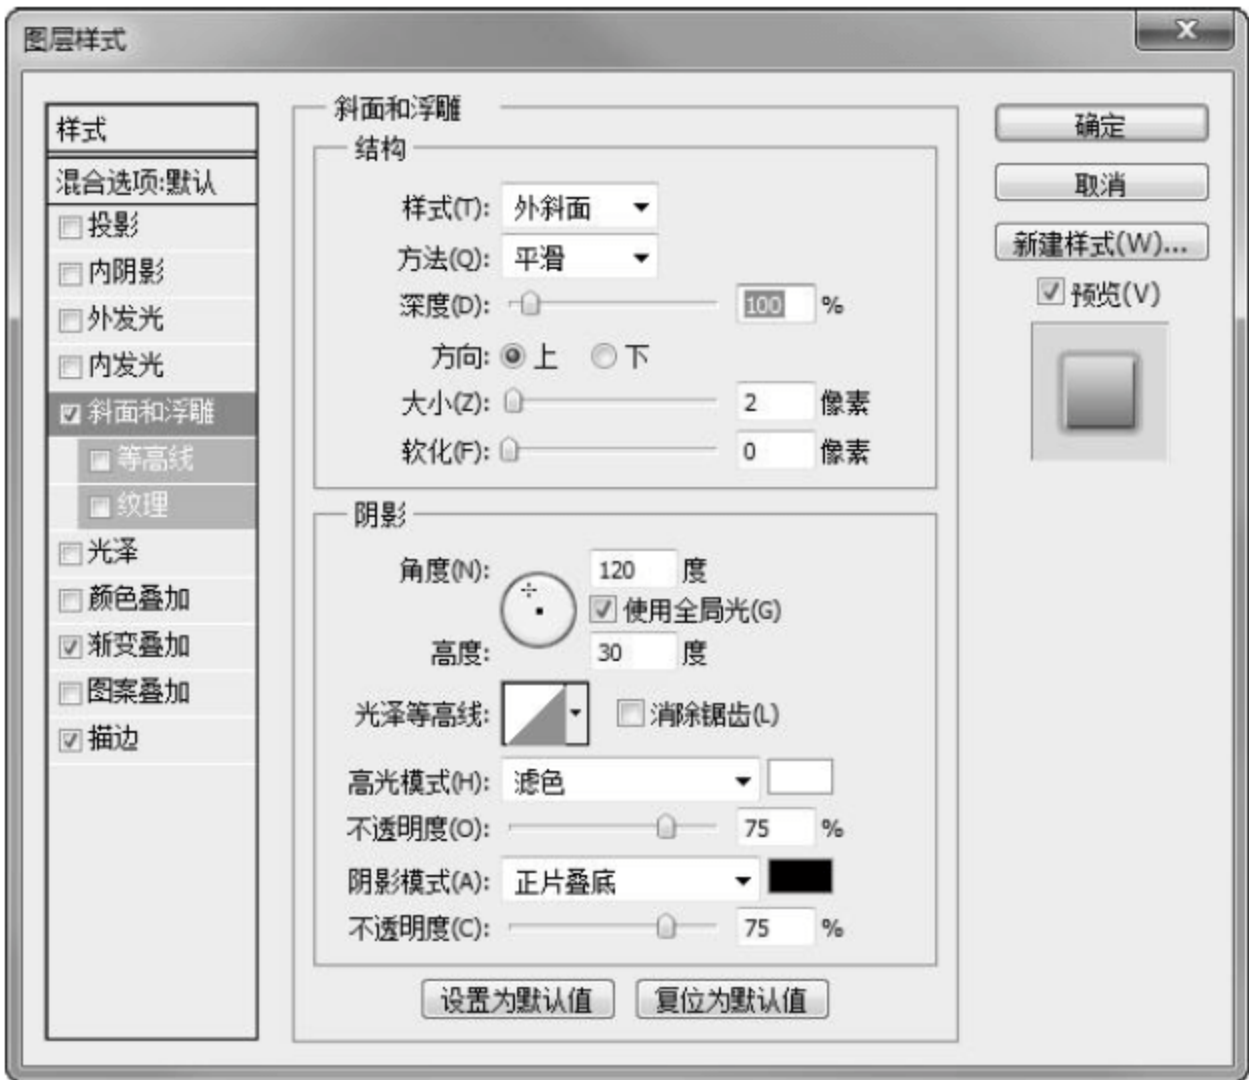 图层样式
样式
混合选项:默认
投影
内阴影
外发光
内发光
斜面和浮雕
等高线
纹理
光泽
颜色叠加
渐变叠加
图案叠加
描边
斜面和浮雕
结构
样式(T): 外斜面
方法(Q): 平滑
深度(D): 100 %
方向: 上 下
大小(Z): 2 像素
软化(F): 0 像素
阴影
角度(N): 120 度
使用全局光(G)
高度: 30 度
光泽等高线: 消除锯齿(L)
高光模式(H): 滤色
不透明度(O): 75 %
阴影模式(A): 正片叠底
不透明度(C): 75 %
设置为默认值 复位为默认值
确定
取消
新建样式(W)...
预览(V)